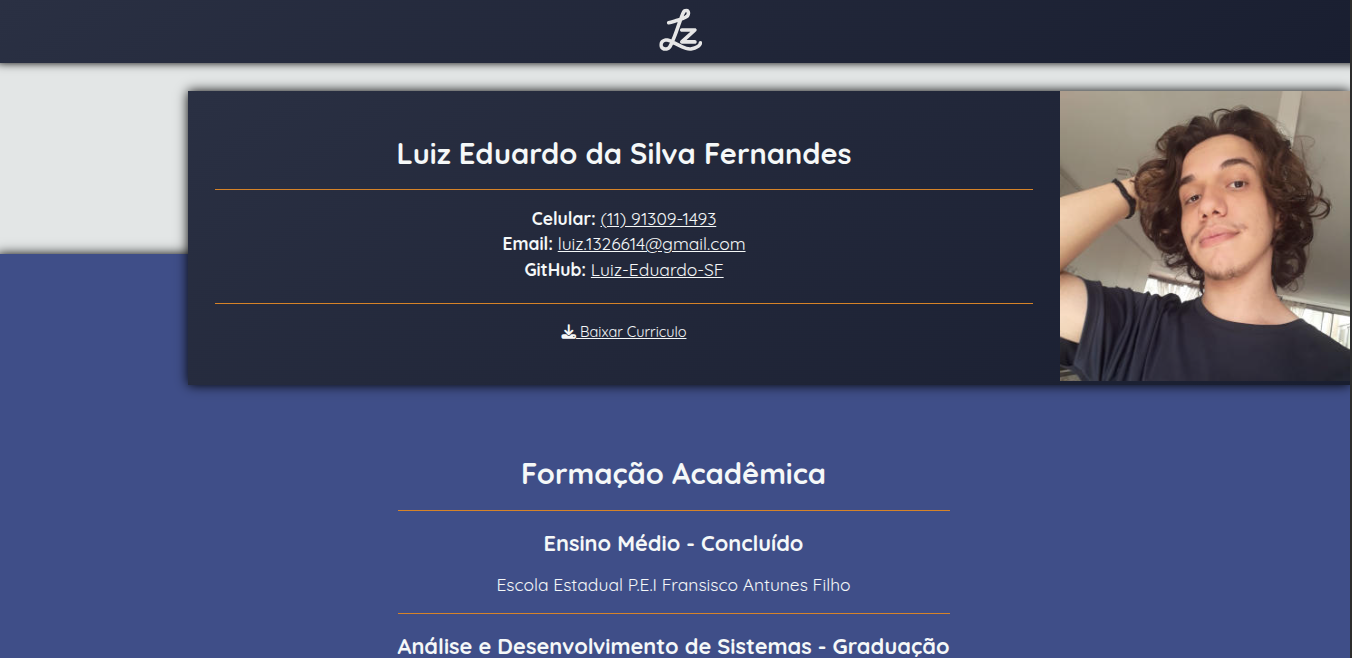 Lz
Luiz Eduardo da Silva Fernandes
Celular: (11) 91309-1493
Email: luiz.1326614@gmail.com
GitHub: Luiz-Eduardo-SF
Baixar Curriculo
Formação Acadêmica
Ensino Médio - Concluído
Escola Estadual P.E.I Fransisco Antunes Filho
Análise e Desenvolvimento de Sistemas - Graduação